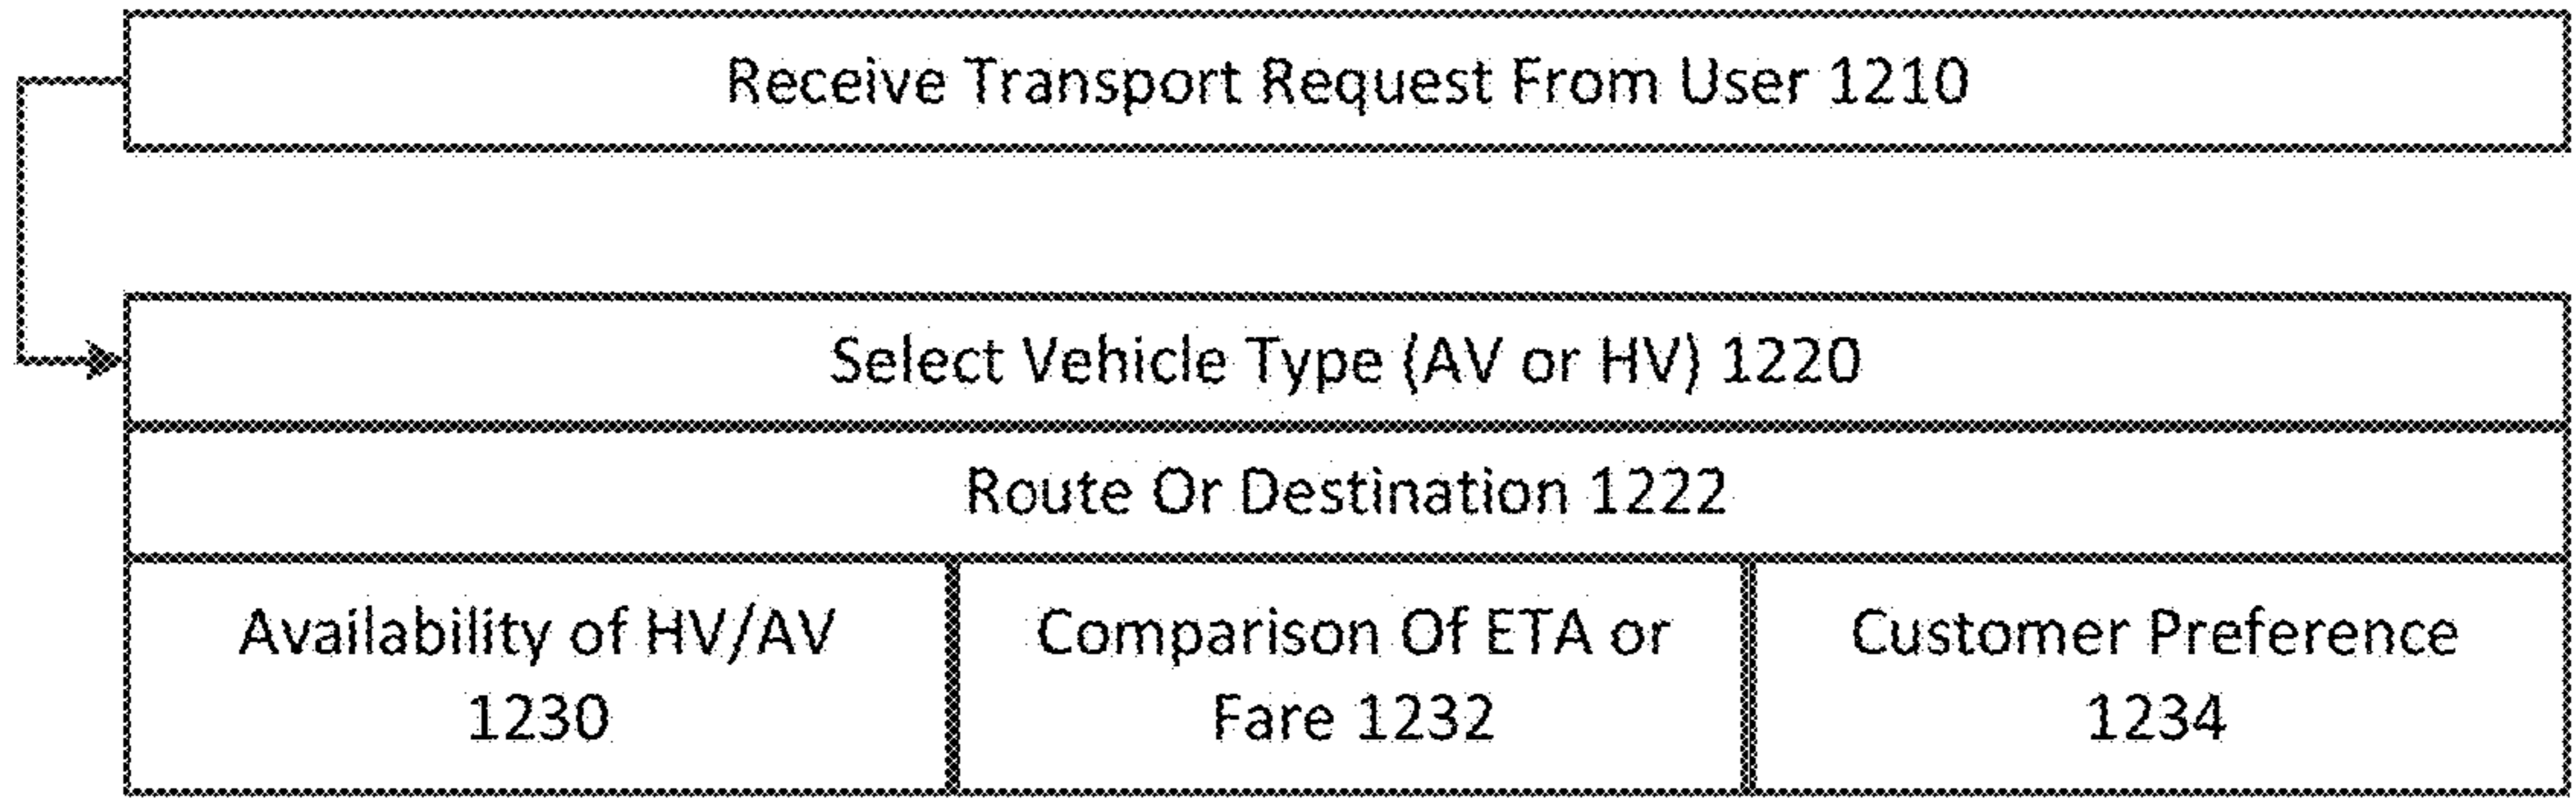 Receive Transport Request From User 1210
Select Vehicle Type (AV or HV) 1220
Route Or Destination 1222
Availability of HV/AV
1230
Comparison Of ETA or
Fare 1232
Customer Preference
1234